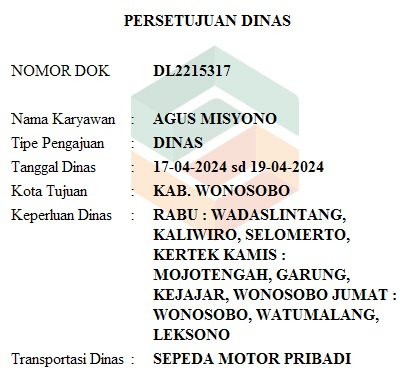 PERSETUJUAN DINAS
NOMOR DOK DL2215317
Nama Karyawan : AGUS MISYONO
Tipe Pengajuan : DINAS
Tanggal Dinas : 17-04-2024 sd 19-04-2024
Kota Tujuan : KAB. WONOSOBO
Keperluan Dinas : RABU : WADASLINTANG,
KALIWIRO, SELOMERTO,
KERTEK KAMIS :
MOJOTENGAH, GARUNG,
KEJAJAR, WONOSOBO JUMAT :
WONOSOBO, WATUMALANG,
LEKSONO
Transportasi Dinas : SEPEDA MOTOR PRIBADI